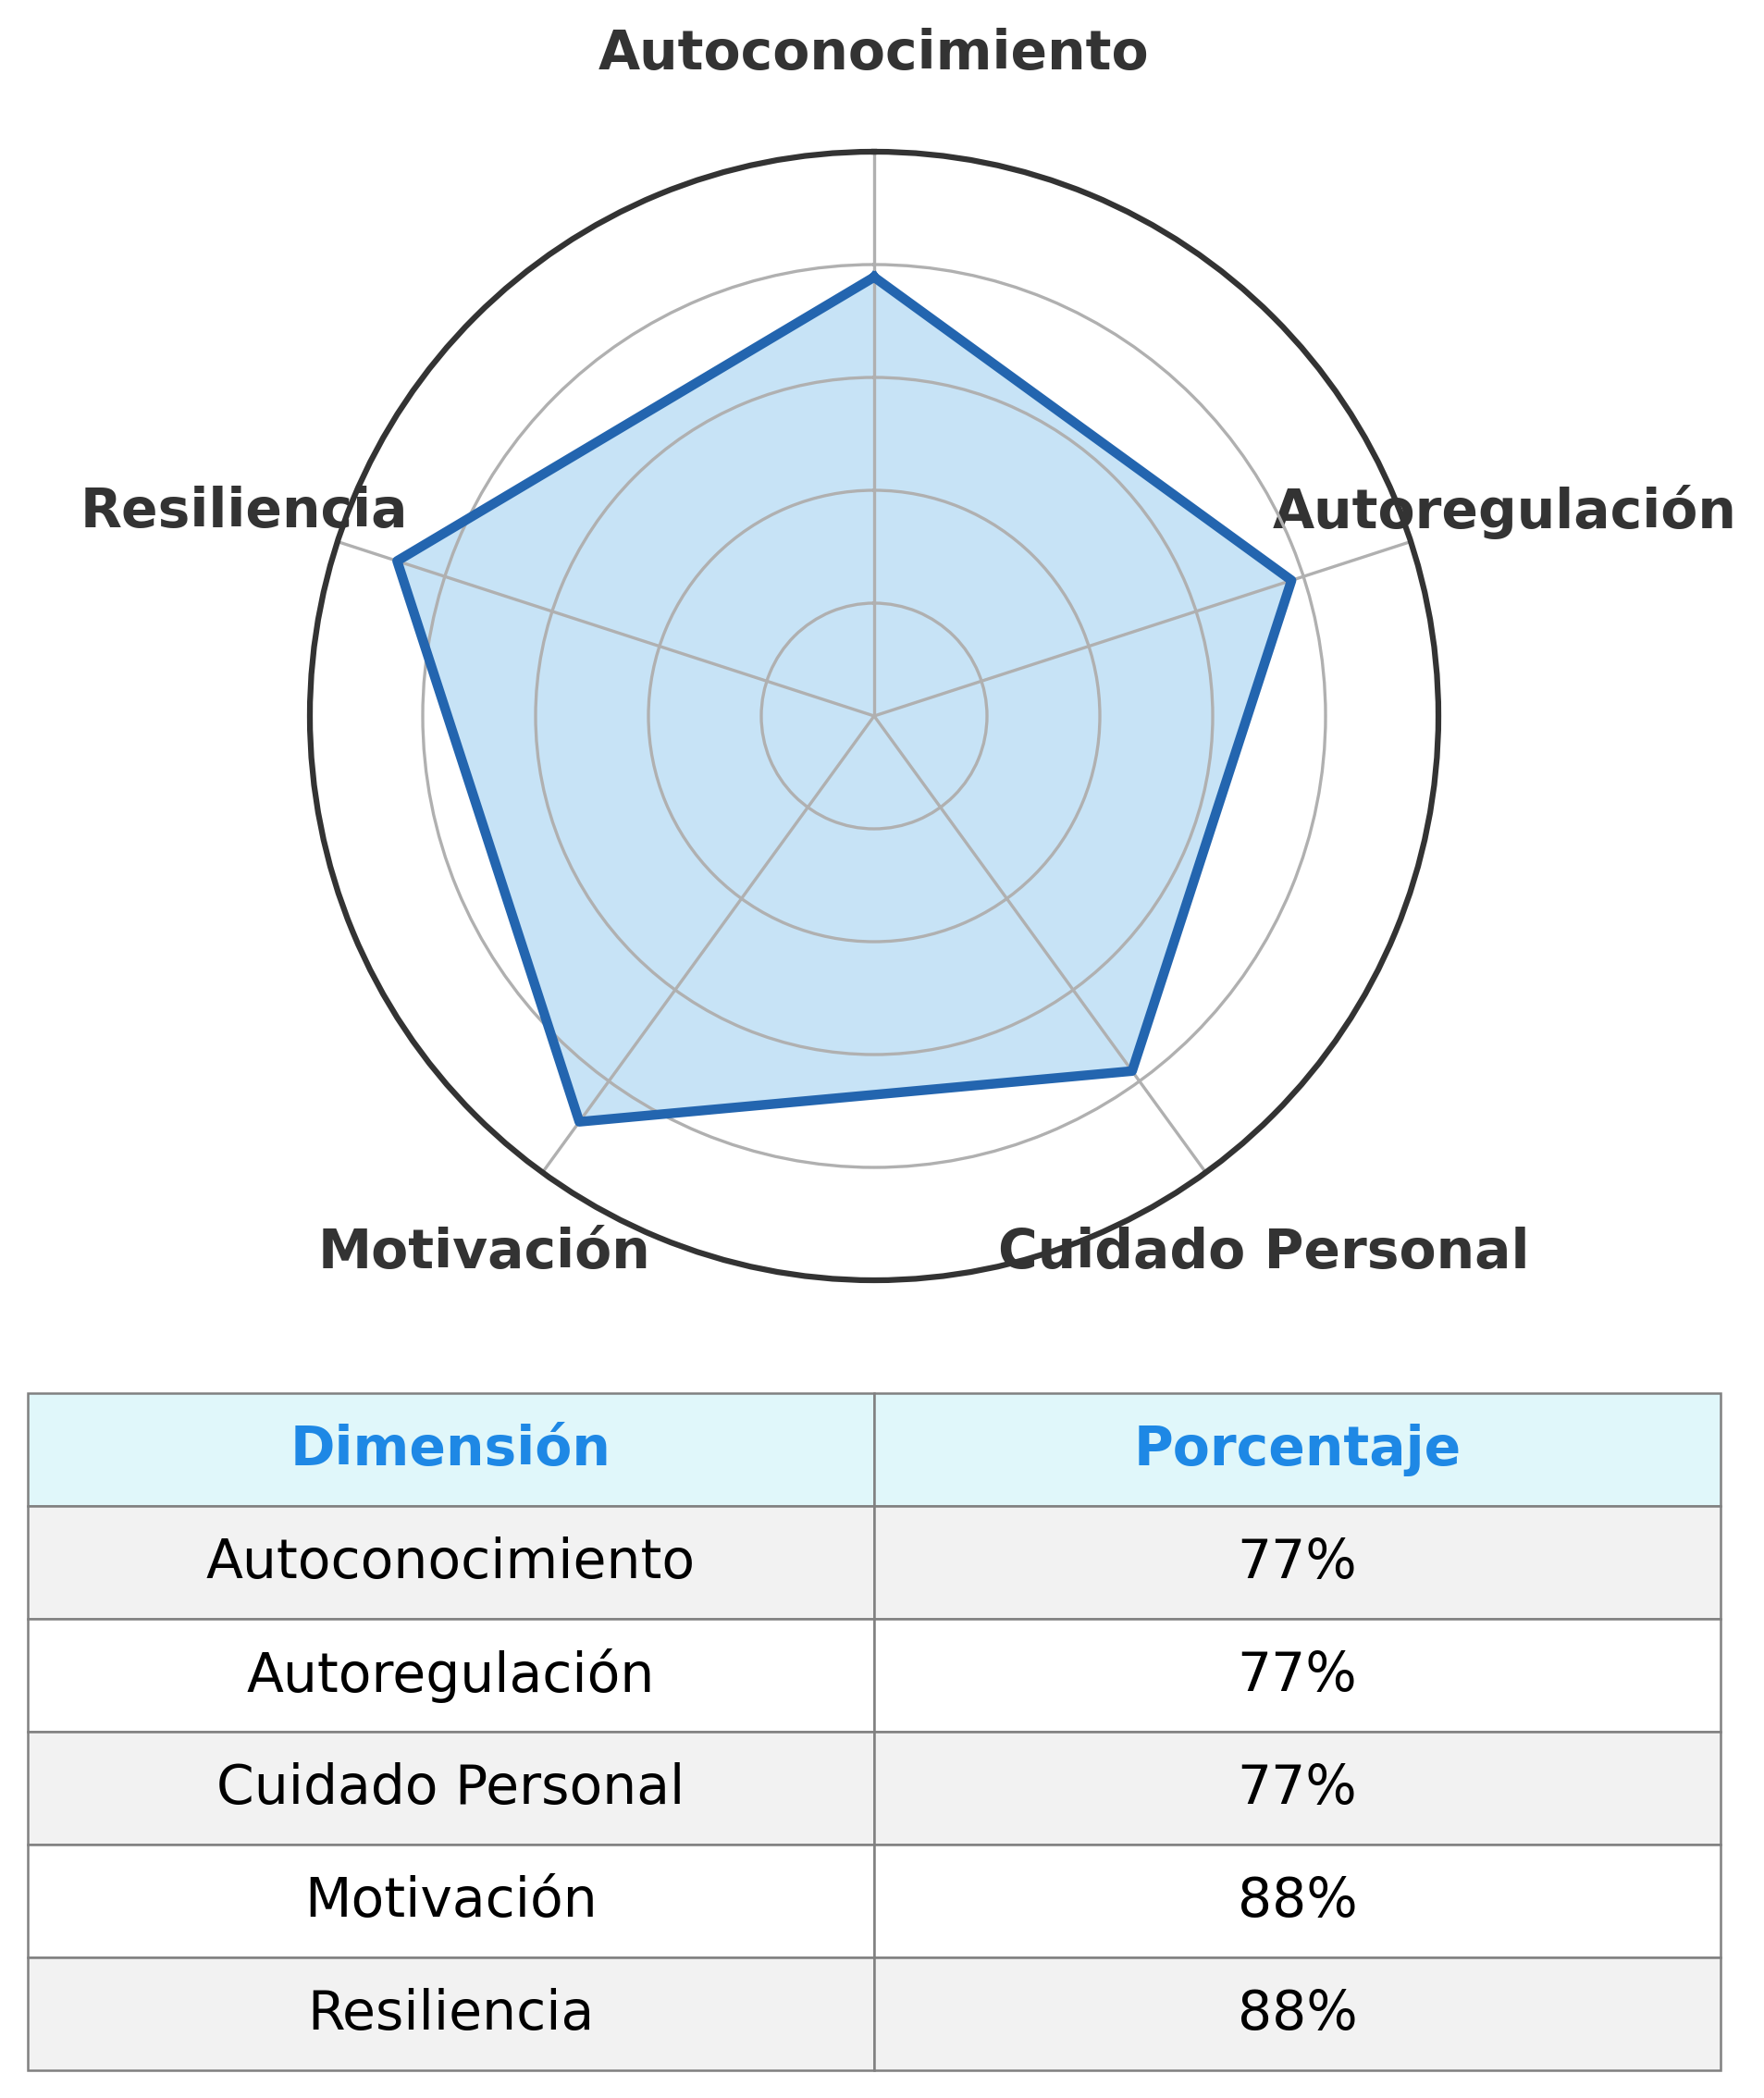 Autoconocimiento
Resiliencia
Autoregulación
Motivación
Cuidado Personal
Dimensión Porcentaje
Autoconocimiento 77%
Autoregulación 77%
Cuidado Personal 77%
Motivación 88%
Resiliencia 88%